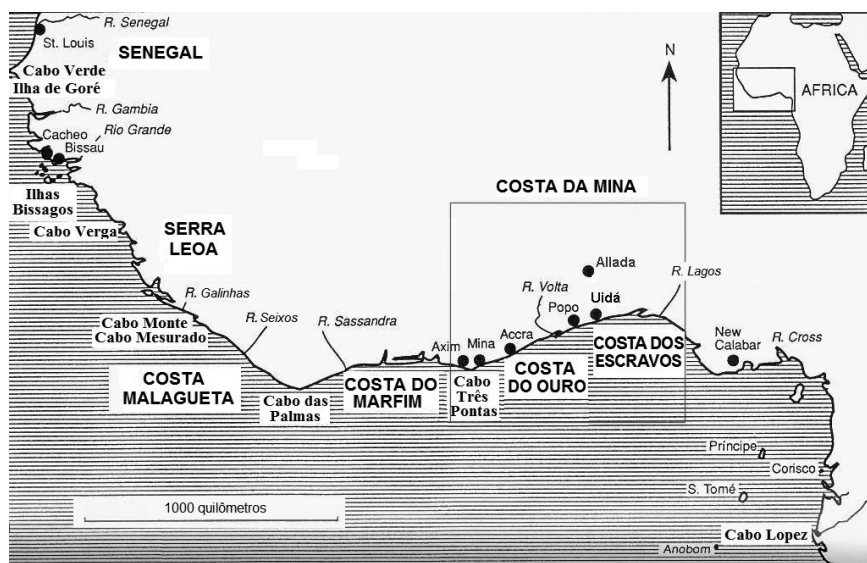 R. Senegal
St. Louis
SENEGAL
Cabo Verde
Ilha de Goré
R. Gambia
Cacheo
Rio Grande
Bissau
Ilhas
Bissagos
Cabo Verga
SERRA
LEOA
R. Galinhas
Cabo Monte
Cabo Mesurado
R. Seixos
COSTA
MALAGUETA
Cabo das
Palmas
R. Sassandra
COSTA DO
MARFIM
N
AFRICA
COSTA DA MINA
Allada
R. Volta
Popo
Uidá
R. Lagos
Axim
Mina
Accra
Cabo
Três
Pontas
COSTA
DO OURO
COSTA DOS
ESCRAVOS
New
Calabar
R. Cross
Príncipe
Corisco
S. Tomé
Cabo Lopez
Anobom
1000 quilômetros